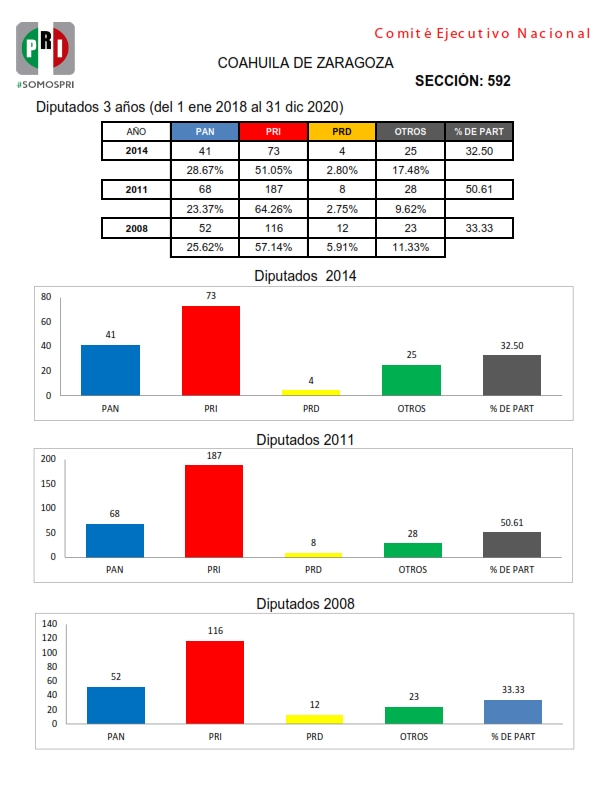 Comité Ejecutivo Nacional
PRI
#SOMOSPRI
COAHUILA DE ZARAGOZA
SECCIÓN: 592
Diputados 3 años (del 1 ene 2018 al 31 dic 2020)
AÑO PAN PRI PRD OTROS % DE PART
2014 41 73 4 25 32.50
28.67% 51.05% 2.80% 17.48%
2011 68 187 8 28 50.61
23.37% 64.26% 2.75% 9.62%
2008 52 116 12 23 33.33
25.62% 57.14% 5.91% 11.33%
Diputados 2014
80
60
40
20
0
41 73 4 25 32.50
PAN PRI PRD OTROS % DE PART
Diputados 2011
200
150
100
50
0
68 187 8 28 50.61
PAN PRI PRD OTROS % DE PART
Diputados 2008
140
120
100
80
60
40
20
0
52 116 12 23 33.33
PAN PRI PRD OTROS % DE PART